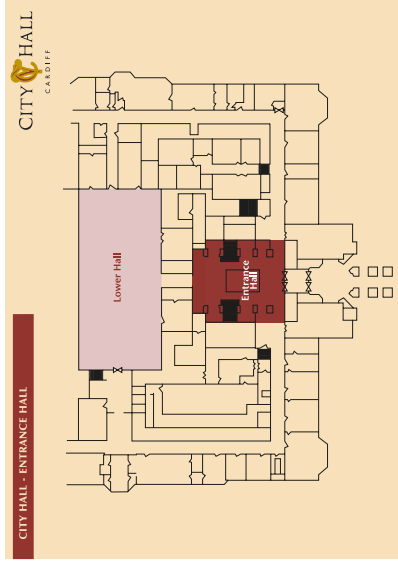 CITY HALL
CARDIFF
Lower Hall
Entrance
Hall
CITY HALL - ENTRANCE HALL